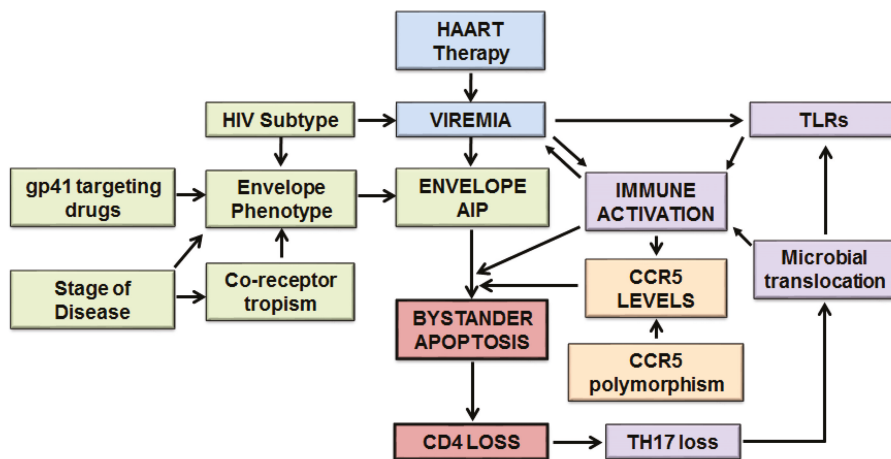 HAART
Therapy
HIV Subtype
VIREMIA
TLRs
gp41 targeting
drugs
Envelope
Phenotype
ENVELOPE
AIP
IMMUNE
ACTIVATION
Stage of
Disease
Co-receptor
tropism
CCR5
LEVELS
Microbial
translocation
BYSTANDER
APOPTOSIS
CCR5
polymorphism
CD4 LOSS
TH17 loss